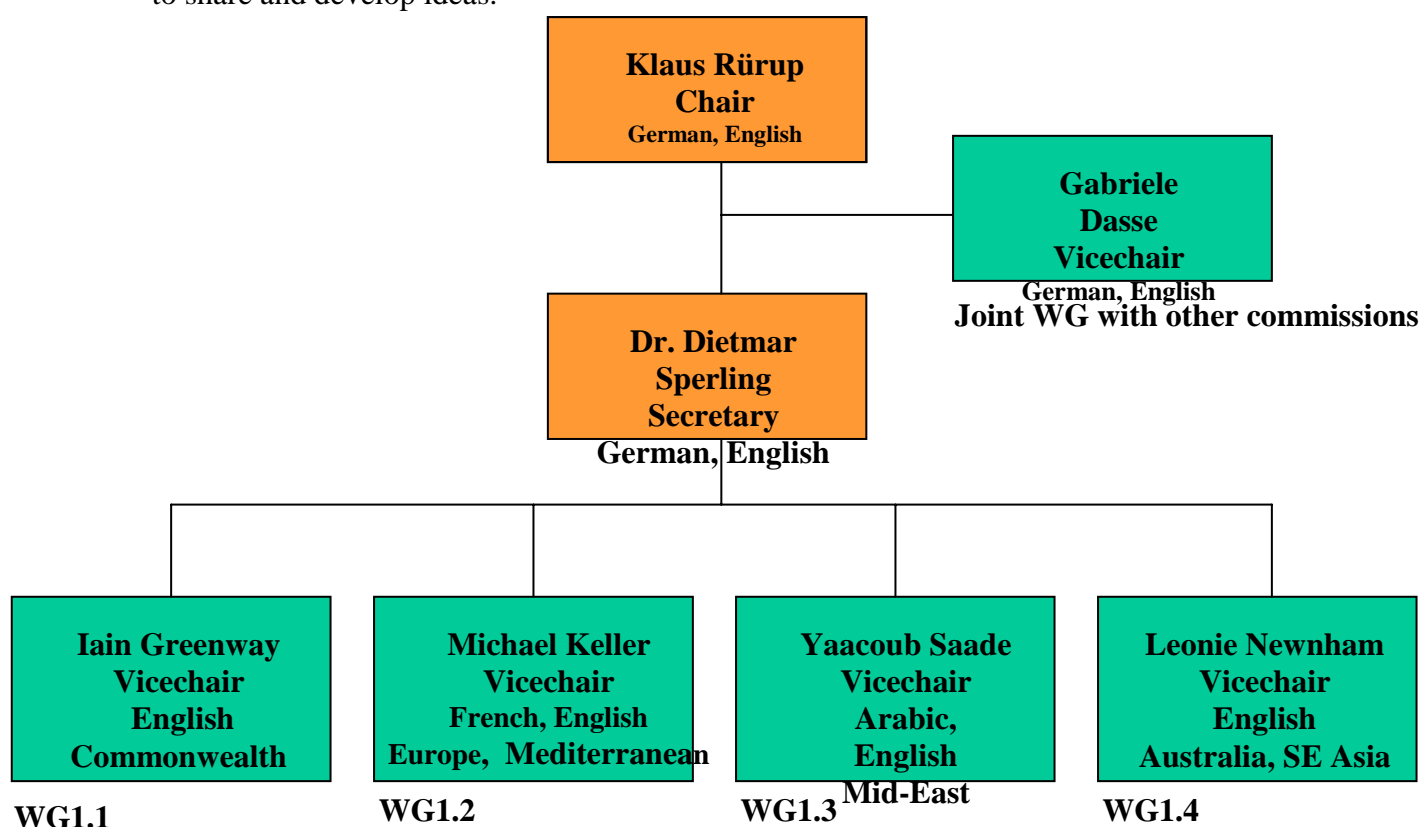 to share and develop ideas.
Klaus Rürup
Chair
German, English
Gabriele
Dasse
Vicechair
German, English
Joint WG with other commissions
Dr. Dietmar
Sperling
Secretary
German, English
Iain Greenway
Vicechair
English
Commonwealth
WG1.1
Michael Keller
Vicechair
French, English
Europe, Mediterranean
WG1.2
Yaacoub Saade
Vicechair
Arabic,
English
Mid-East
WG1.3
Leonie Newnham
Vicechair
English
Australia, SE Asia
WG1.4